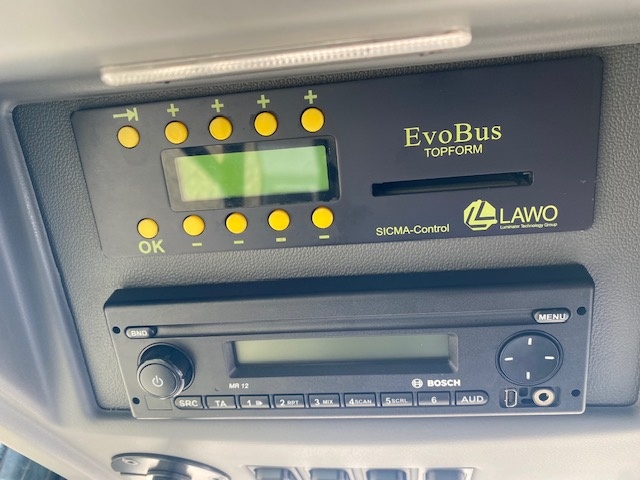 + + + +
EvoBus
TOPFORM
OK - - - -
SICMA-Control
LAWO
Luminator Technology Group
BND
MENU
MR 12
BOSCH
SRC TA 1 2 RPT 3 MIX 4 SCAN 5 SCRL 6 AUD